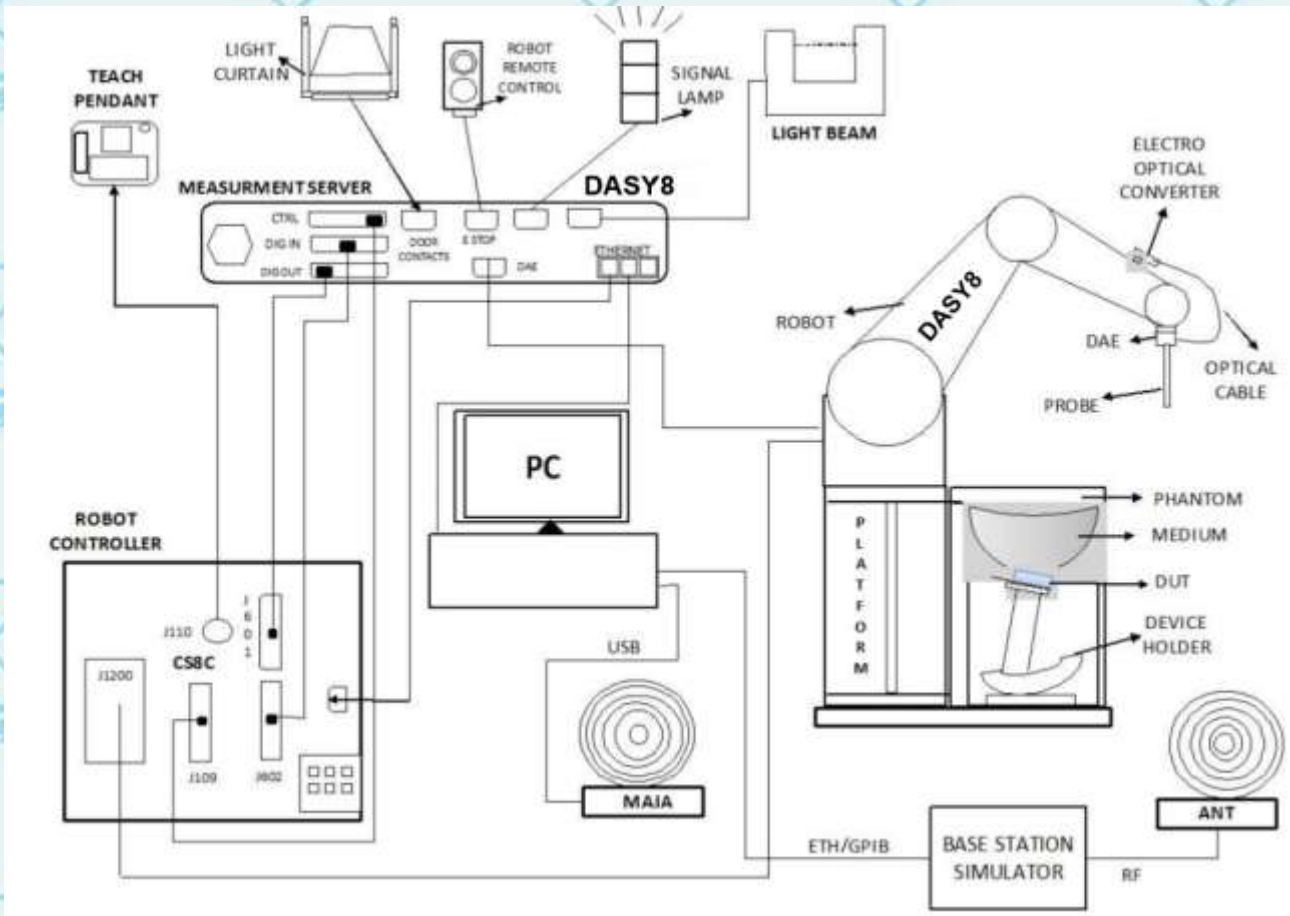 LIGHT
CURTAIN
ROBOT
REMOTE
CONTROL
SIGNAL
LAMP
LIGHT BEAM
TEACH
PENDANT
ELECTRO
OPTICAL
CONVERTER
MEASURMENT SERVER
DASY8
CTRL
DIG IN
DIGOUT
DOOR
CONTACTS
E STOP
DAE
ETHERNET
ROBOT
DASY8
DAE
OPTICAL
CABLE
PROBE
PC
PHANTOM
MEDIUM
DUT
DEVICE
HOLDER
PLATFORM
ROBOT
CONTROLLER
J110
J601
CS8C
J1200
J109
J602
USB
MAIA
ANT
ETH/GPIB
BASE STATION
SIMULATOR
RF